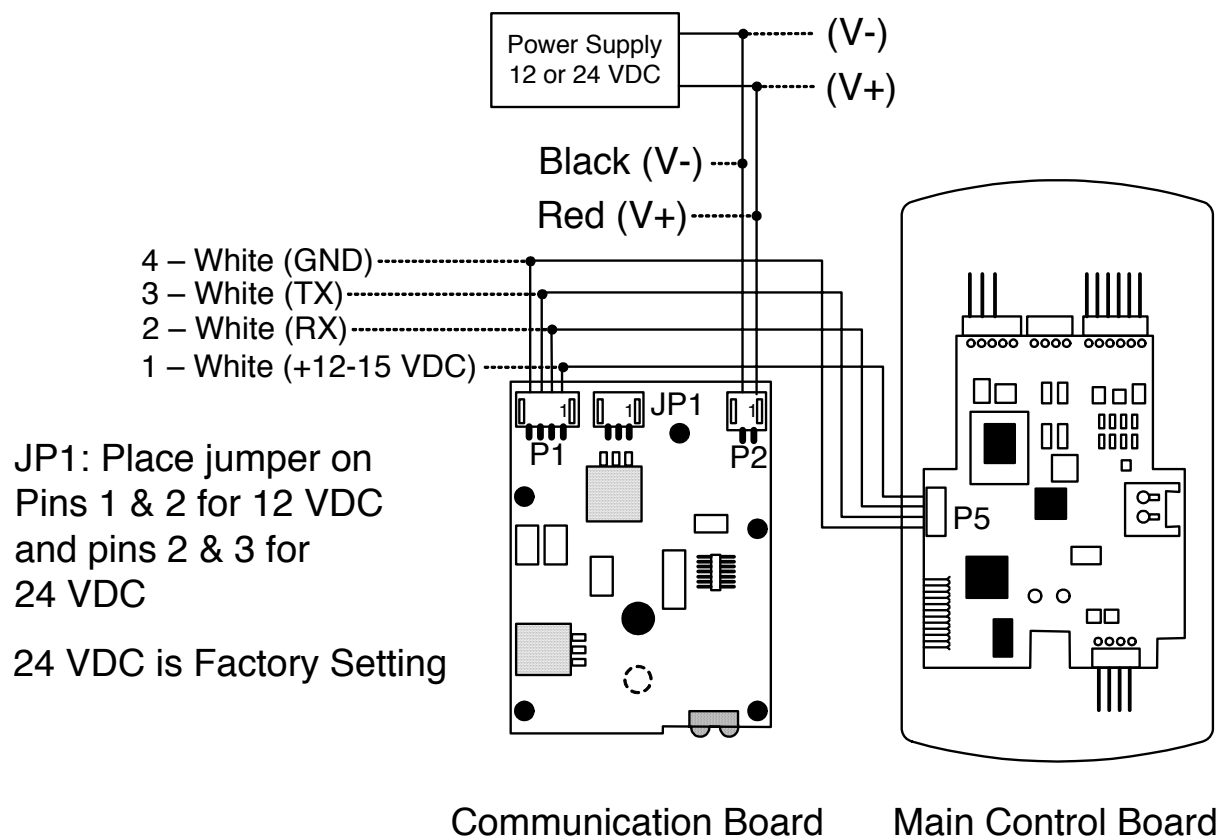 Power Supply
12 or 24 VDC
(V-)
(V+)
Black (V-)
Red (V+)
4 – White (GND)
3 – White (TX)
2 – White (RX)
1 – White (+12-15 VDC)
1
1
JP1
1
P1
P2
P5
JP1: Place jumper on
Pins 1 & 2 for 12 VDC
and pins 2 & 3 for
24 VDC
24 VDC is Factory Setting
Communication Board
Main Control Board